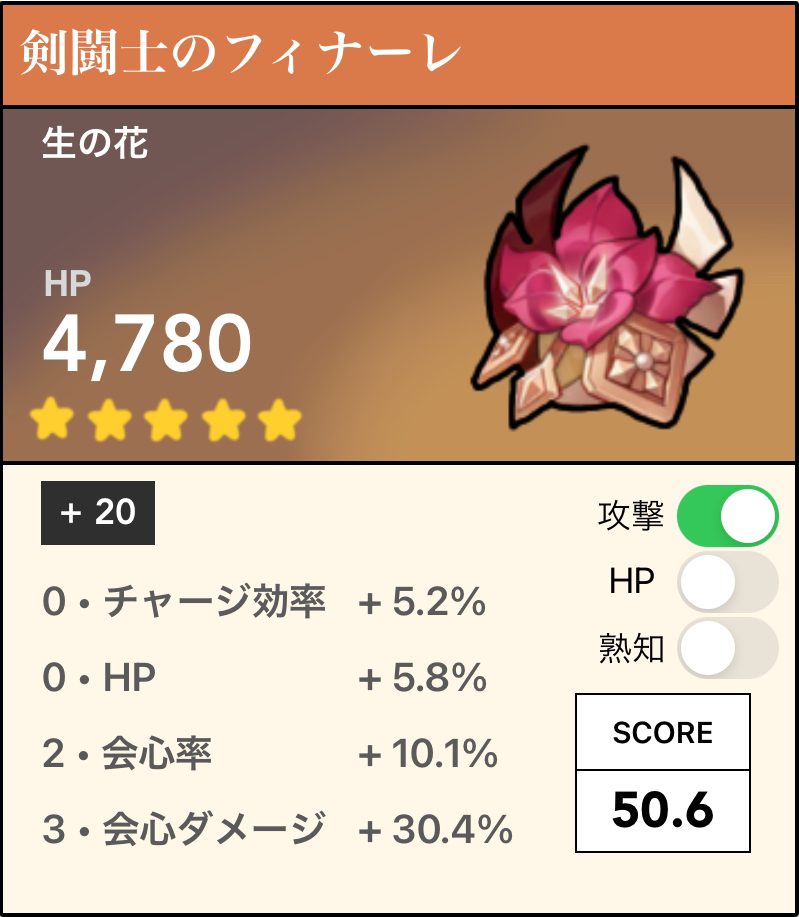 剣闘士のフィナーレ
生の花
HP
4,780
+ 20
攻撃
HP
熟知
0・チャージ効率 + 5.2%
0・HP + 5.8%
2・会心率 + 10.1%
3・会心ダメージ + 30.4%
SCORE
50.6